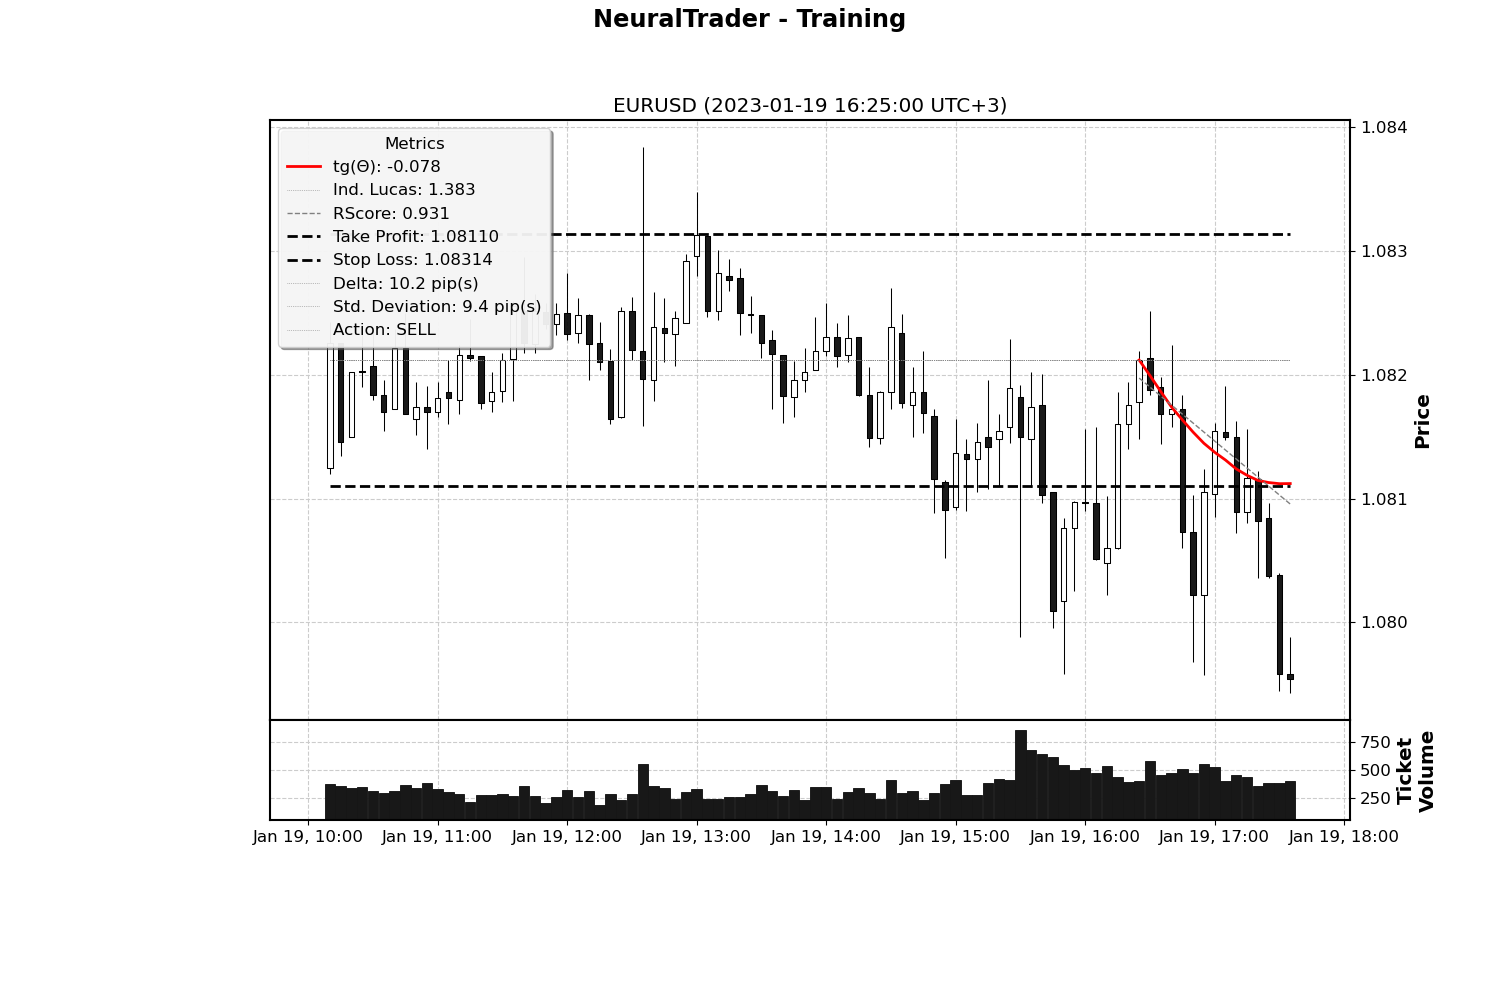 NeuralTrader - Training
EURUSD (2023-01-19 16:25:00 UTC+3)
Metrics
tg(Θ): -0.078
Ind. Lucas: 1.383
RScore: 0.931
Take Profit: 1.08110
Stop Loss: 1.08314
Delta: 10.2 pip(s)
Std. Deviation: 9.4 pip(s)
Action: SELL
1.084
1.083
1.082
1.081
1.080
Price
750
500
250
Ticket
Volume
Jan 19, 10:00
Jan 19, 11:00
Jan 19, 12:00
Jan 19, 13:00
Jan 19, 14:00
Jan 19, 15:00
Jan 19, 16:00
Jan 19, 17:00
Jan 19, 18:00